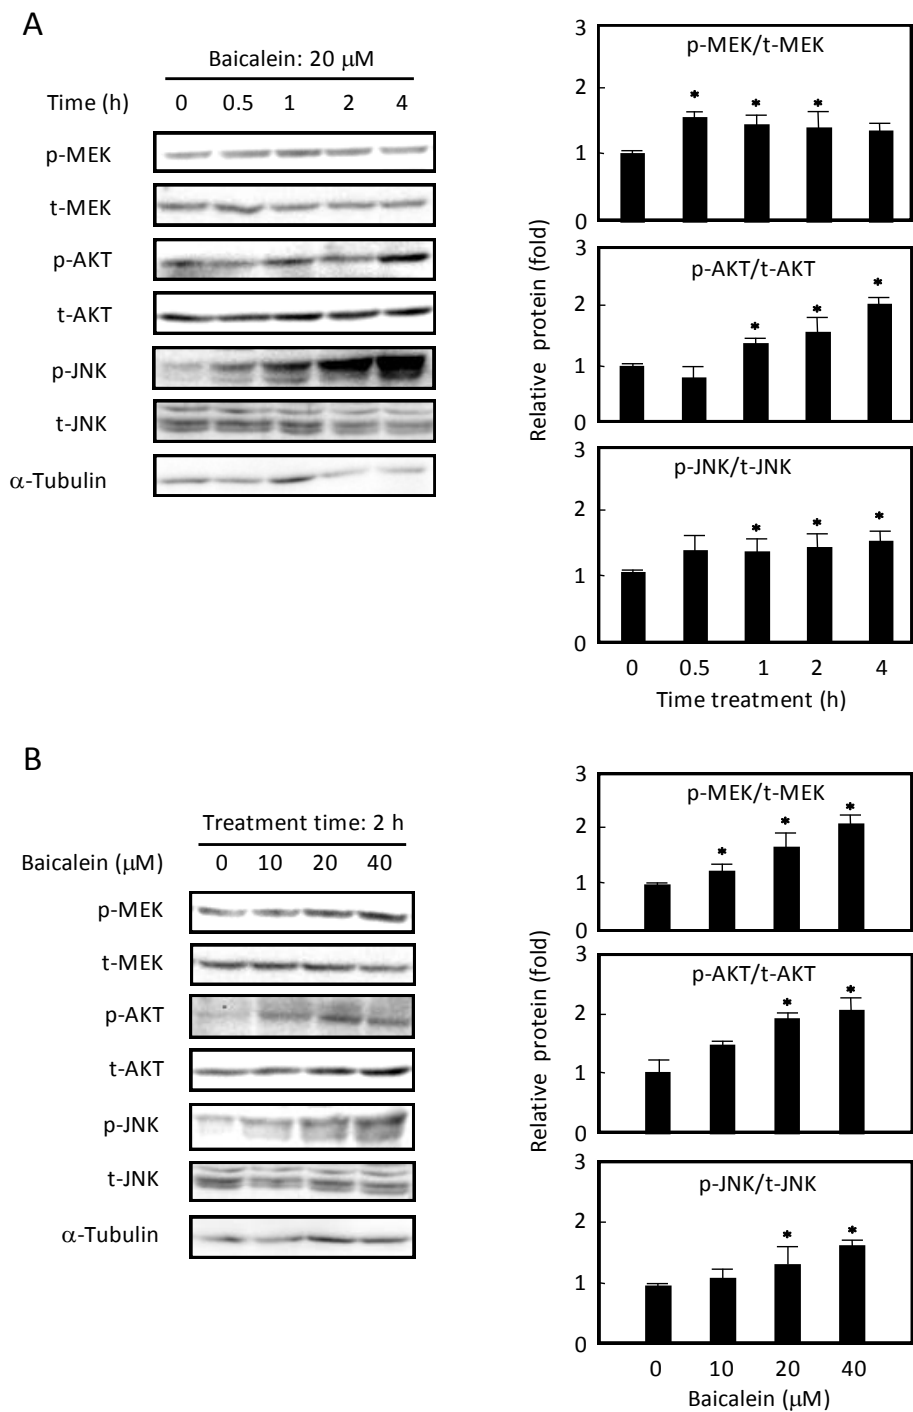 A
Baicalein: 20 μM
Time (h) 0 0.5 1 2 4
p-MEK
t-MEK
p-AKT
t-AKT
p-JNK
t-JNK
α-Tubulin
Relative protein (fold)
3
2
1
0
p-MEK/t-MEK
* * *
3
2
1
0
p-AKT/t-AKT
* * *
3
2
1
0
p-JNK/t-JNK
* * *
0 0.5 1 2 4
Time treatment (h)
B
Treatment time: 2 h
Baicalein (μM) 0 10 20 40
p-MEK
t-MEK
p-AKT
t-AKT
p-JNK
t-JNK
α-Tubulin
Relative protein (fold)
3
2
1
0
p-MEK/t-MEK
* * *
3
2
1
0
p-AKT/t-AKT
* *
3
2
1
0
p-JNK/t-JNK
* *
0 10 20 40
Baicalein (μM)